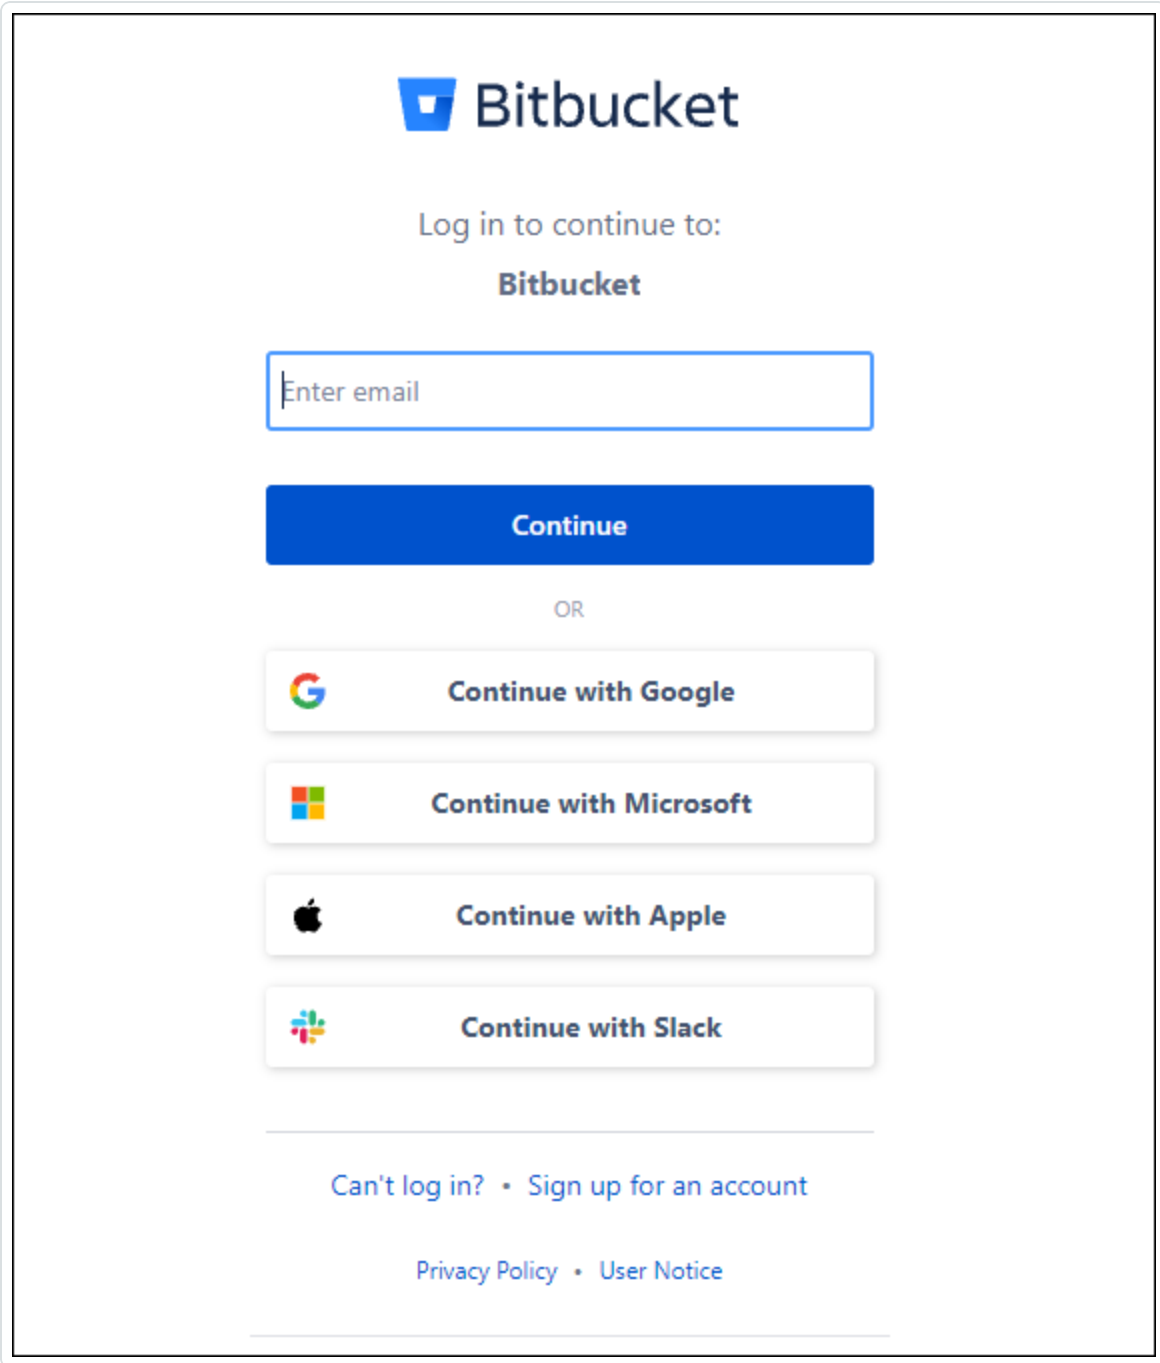 Bitbucket
Log in to continue to:
Bitbucket
Enter email
Continue
OR
Continue with Google
Continue with Microsoft
Continue with Apple
Continue with Slack
Can't log in? • Sign up for an account
Privacy Policy • User Notice